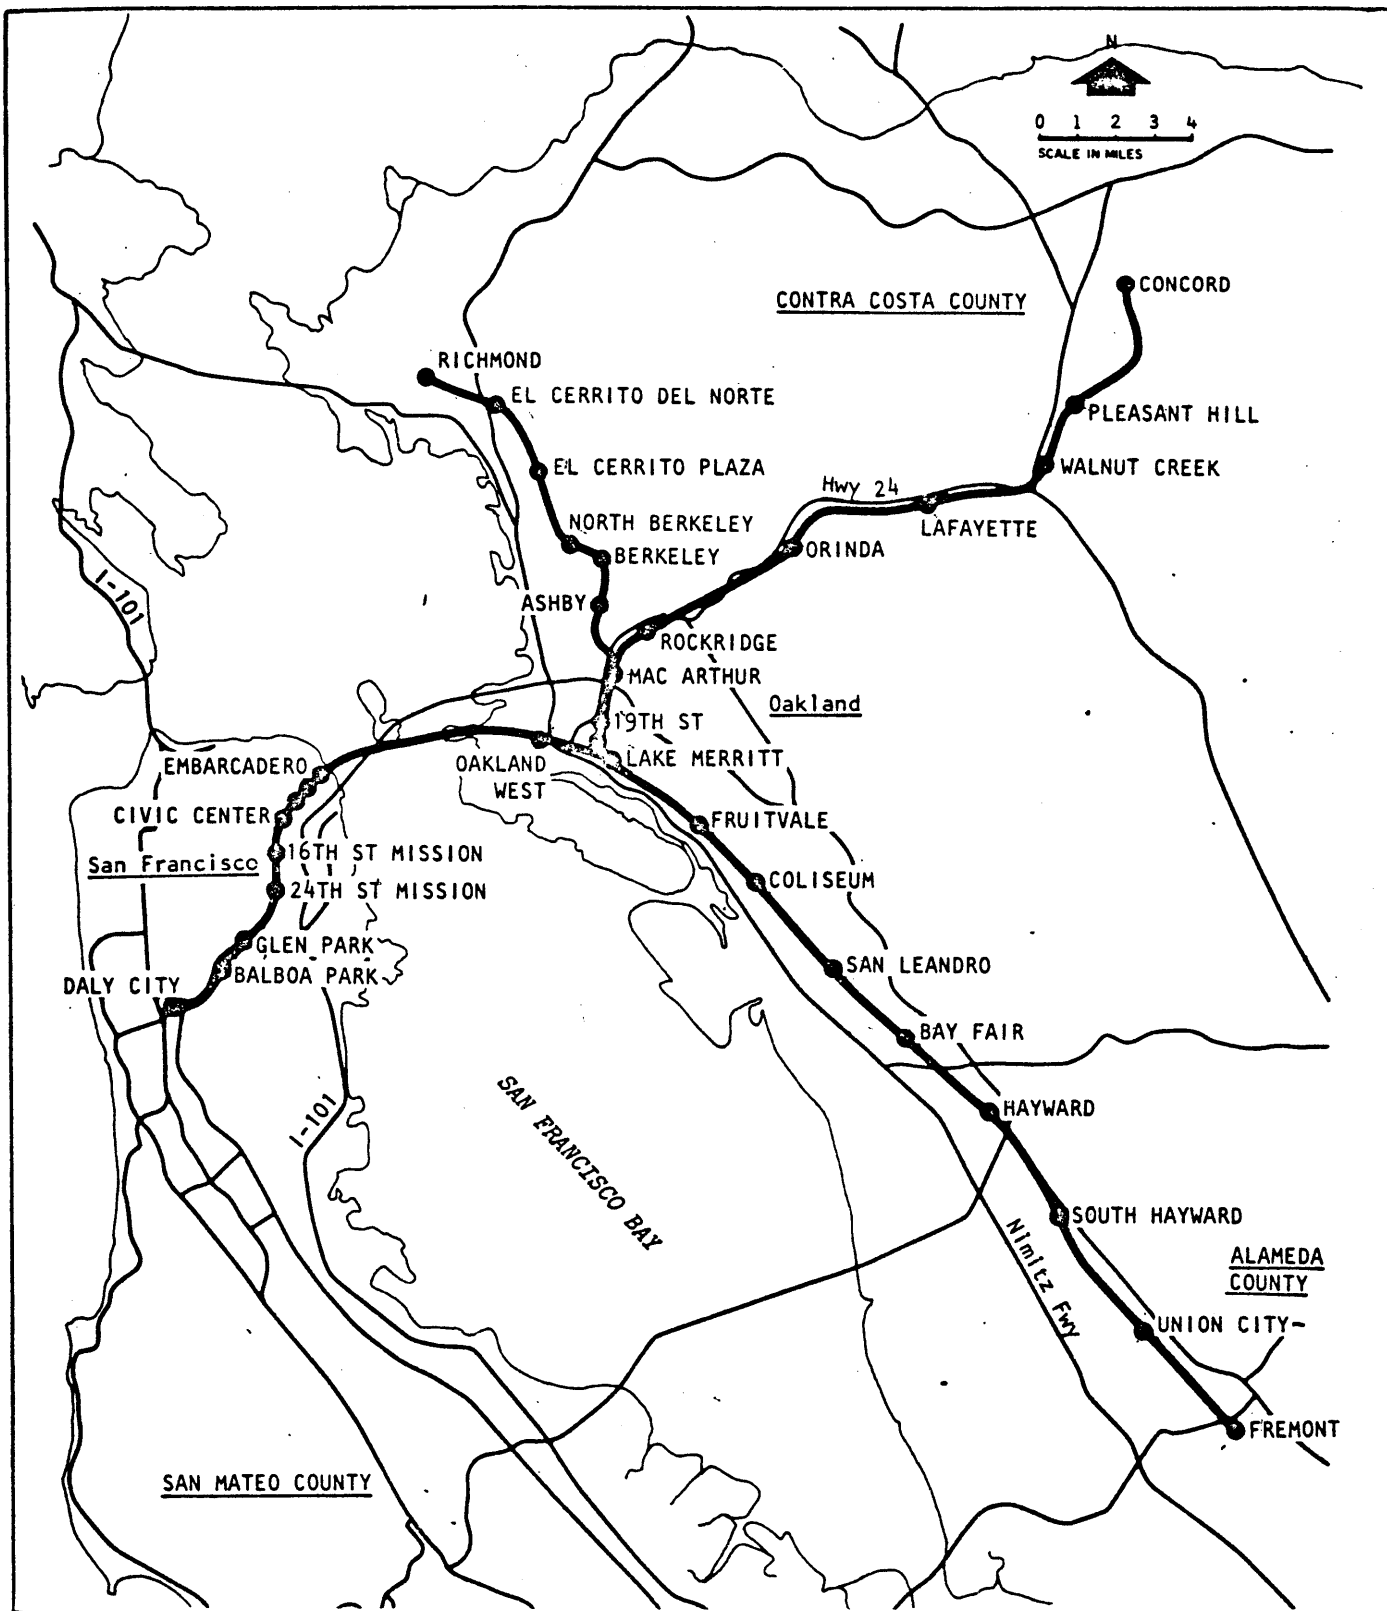 N
0 1 2 3 4
SCALE IN MILES
CONCORD
CONTRA COSTA COUNTY
RICHMOND
EL CERRITO DEL NORTE
PLEASANT HILL
EL CERRITO PLAZA
WALNUT CREEK
Hwy 24
LAFAYETTE
NORTH BERKELEY
BERKELEY
ORINDA
I-101
ASHBY
ROCKRIDGE
MAC ARTHUR
Oakland
19TH ST
LAKE MERRITT
EMBARCADERO
OAKLAND
WEST
CIVIC CENTER
FRUITVALE
16TH ST MISSION
San Francisco
24TH ST MISSION
COLISEUM
GLEN PARK
BALBOA PARK
DALY CITY
SAN LEANDRO
BAY FAIR
I-101
SAN FRANCISCO BAY
HAYWARD
SOUTH HAYWARD
Nimitz Fwy
ALAMEDA
COUNTY
UNION CITY
FREMONT
SAN MATEO COUNTY